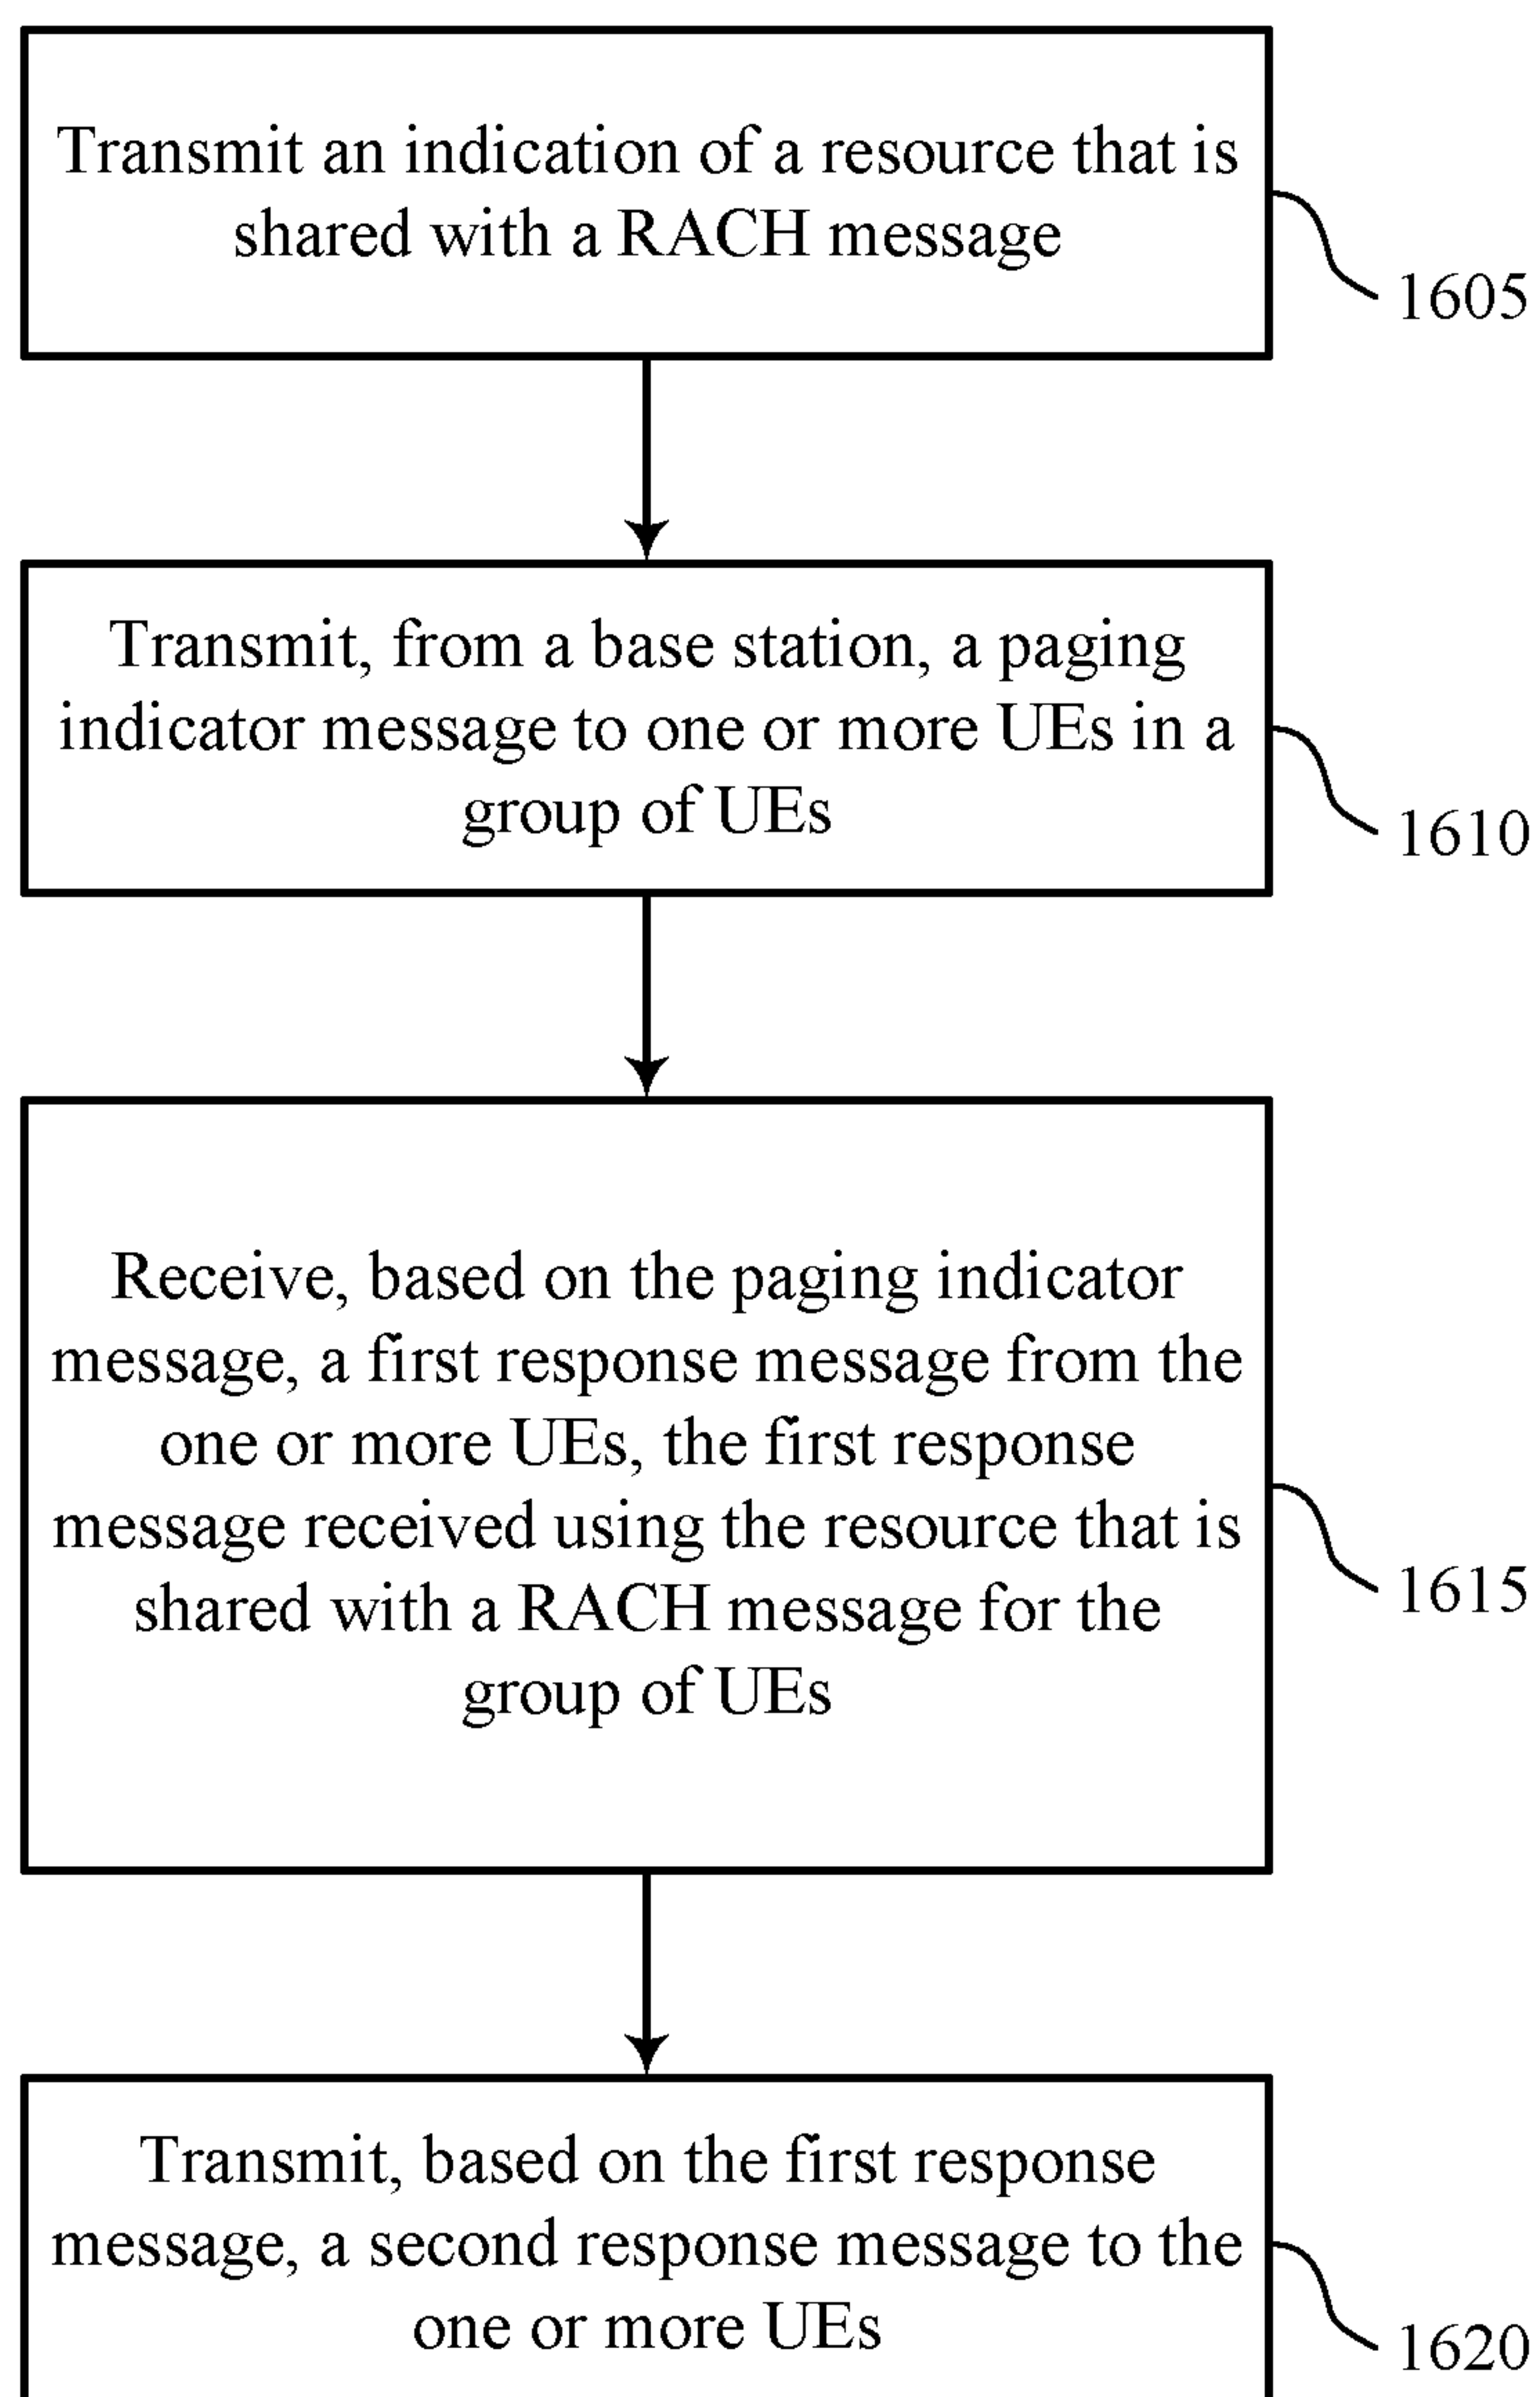 Transmit an indication of a resource that is
shared with a RACH message
1605
Transmit, from a base station, a paging
indicator message to one or more UEs in a
group of UEs
1610
Receive, based on the paging indicator
message, a first response message from the
one or more UEs, the first response
message received using the resource that is
shared with a RACH message for the
group of UEs
1615
Transmit, based on the first response
message, a second response message to the
one or more UEs
1620